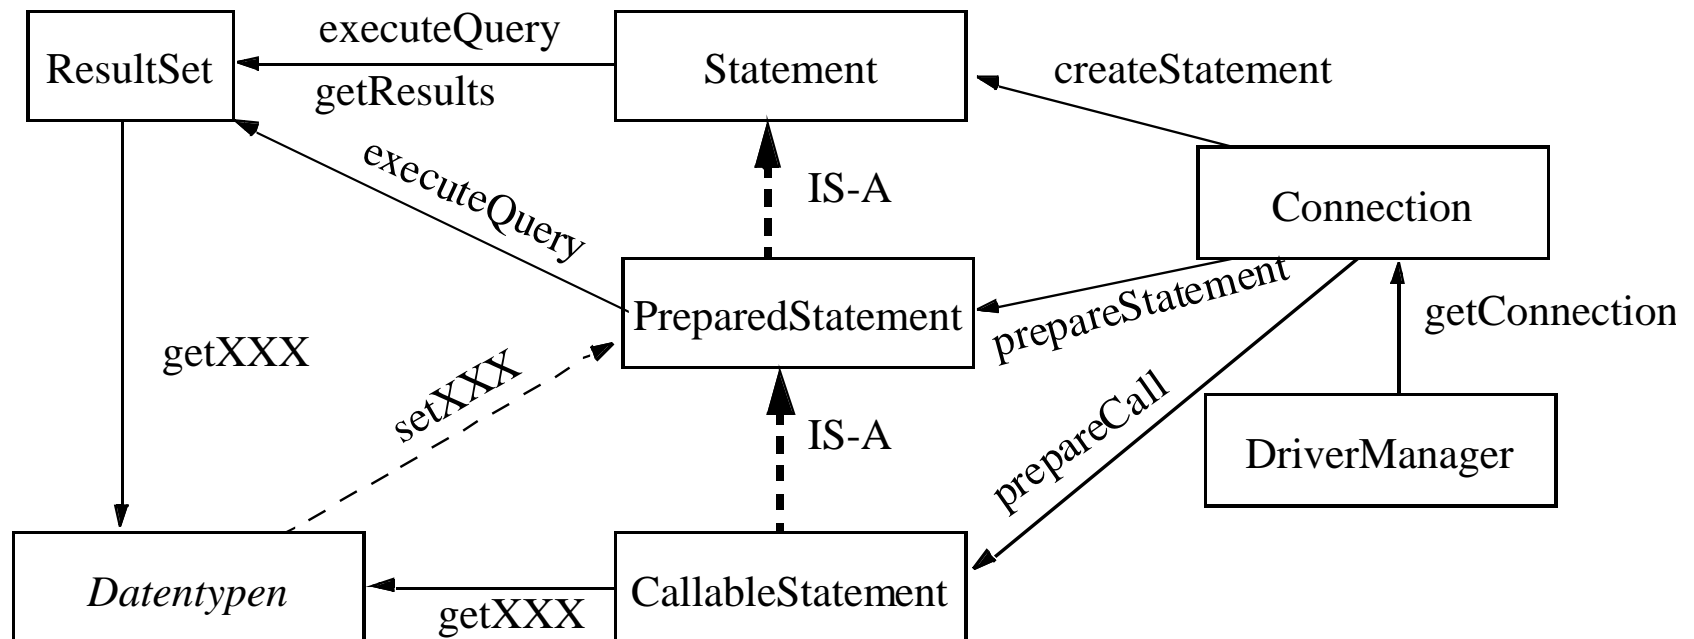 executeQuery
ResultSet
Statement
createStatement
getResults
executeQuery
IS-A
Connection
PreparedStatement
prepareStatement
getConnection
getXXX
setXXX
IS-A
prepareCall
DriverManager
Datentypen
CallableStatement
getXXX